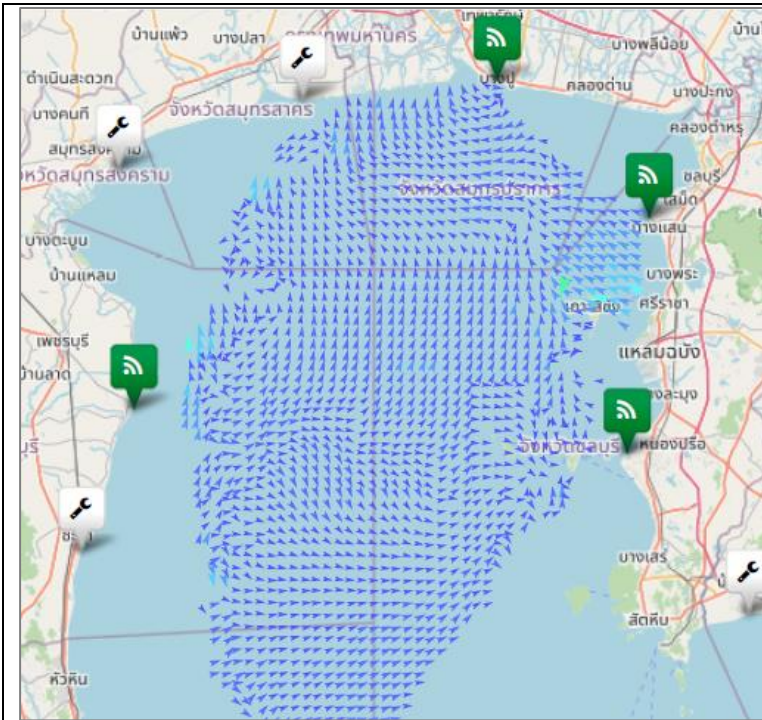 เทพารักษ์
บ้านแพ้ว
บางปลา
กรุงเทพมหานคร
บางพลีน้อย
ดำเนินสะดวก
บางปู
คลองด่าน
บางปะกง
จังหวัดสมุทรสาคร
บางคนที
คลองตำหรุ
จังหวัดสมุทรสงคราม
ชลบุรี
จังหวัดสมุทรปราการ
เสม็ด
บางตะบูน
บางแสน
บ้านแหลม
บางพระ
เกาะสีชัง
ศรีราชา
เพชรบุรี
แหลมฉบัง
บ้านลาด
จังหวัดชลบุรี
หนองปรือ
บางเสร่
สัตหีบ
หัวหิน